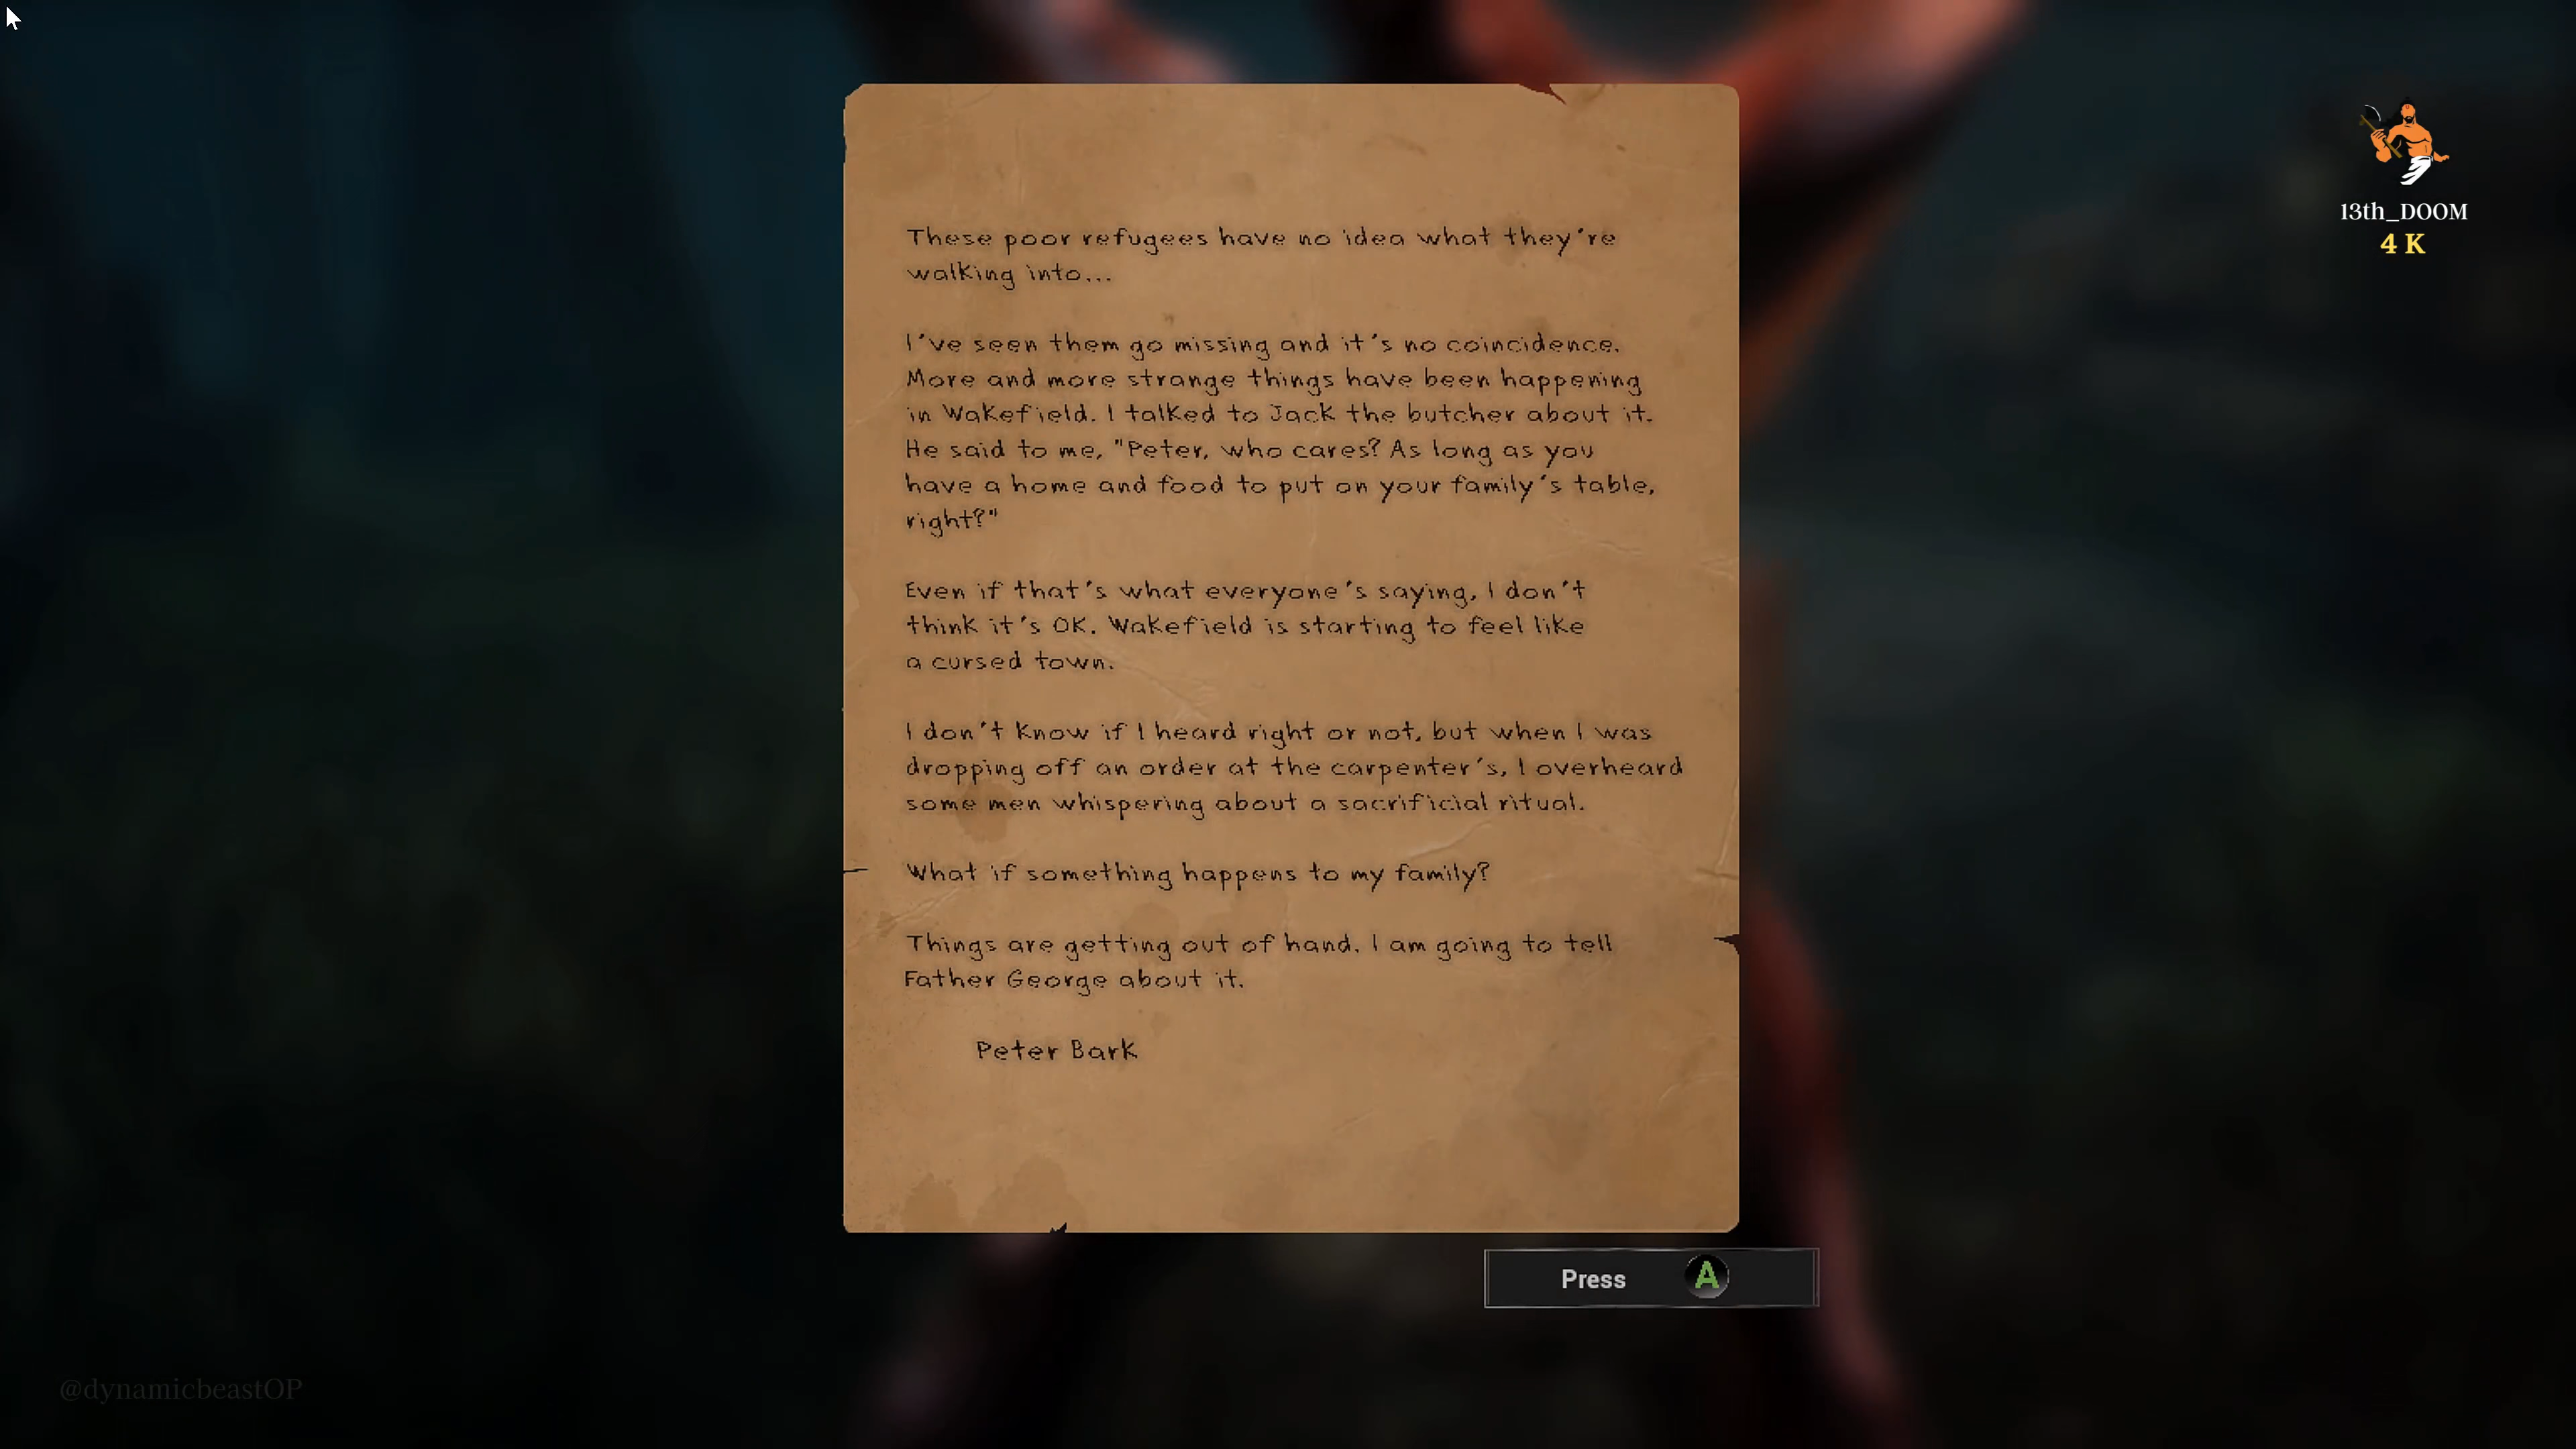 13th_DOOM
4 K
These poor refugees have no idea what they're
walking into...
I've seen them go missing and it's no coincidence.
More and more strange things have been happening
in Wakefield. I talked to Jack the butcher about it.
He said to me, "Peter, who cares? As long as you
have a home and food to put on your family's table,
right?"
Even if that's what everyone's saying, I don't
think it's OK. Wakefield is starting to feel like
a cursed town.
I don't know if I heard right or not, but when I was
dropping off an order at the carpenter's, I overheard
some men whispering about a sacrificial ritual.
What if something happens to my family?
Things are getting out of hand. I am going to tell
Father George about it.
Peter Bark
Press A
@dynamicbeastOP